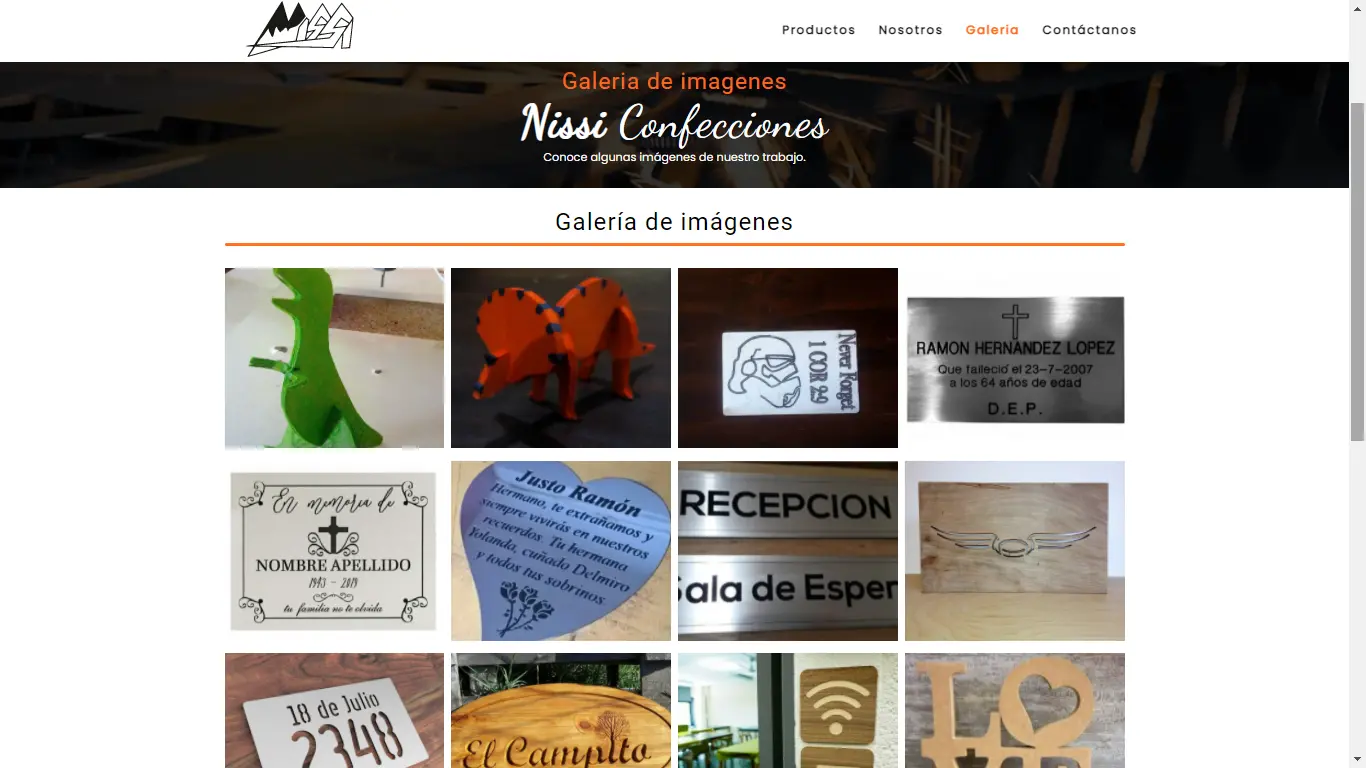 Nissi
Productos Nosotros Galería Contáctanos
Galeria de imagenes
Nissi Confecciones
Conoce algunas imágenes de nuestro trabajo.
Galería de imágenes
Never Forget
1 COR 2:9
RAMON HERNANDEZ LOPEZ
Que falleció el 23-7-2007
a los 64 años de edad
D.E.P.
En memoria de
NOMBRE APELLIDO
1943 - 2019
tu familia no te olvida
Justo Ramón
Hermano, te extrañamos y
siempre vivirás en nuestros
recuerdos. Tu hermana
Yolanda, cuñado Delmiro
y todos tus sobrinos.
RECEPCION
Sala de Esper
18 de Julio
2348
El Campito
LO
VE